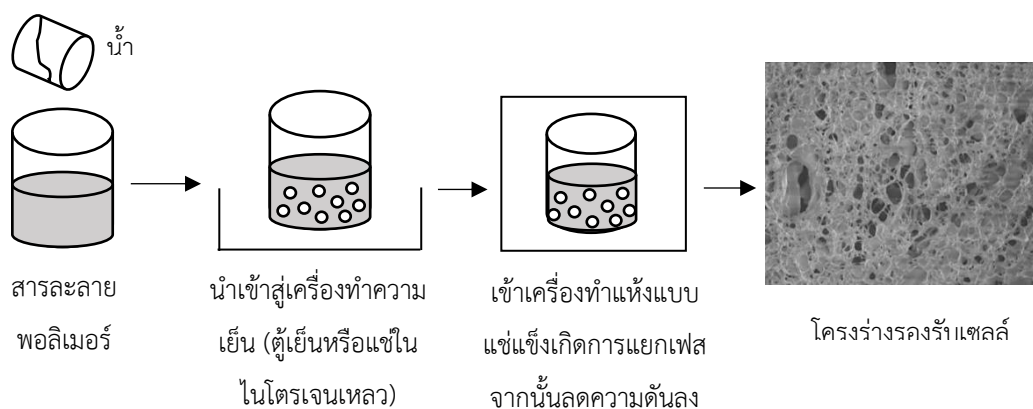 น้ำ
สารละลาย
พอลิเมอร์
นำเข้าสู่เครื่องทำความ
เย็น (ตู้เย็นหรือแช่ใน
ไนโตรเจนเหลว)
เข้าเครื่องทำแห้งแบบ
แช่แข็งเกิดการแยกเฟส
จากนั้นลดความดันลง
โครงร่างรองรับเซลล์